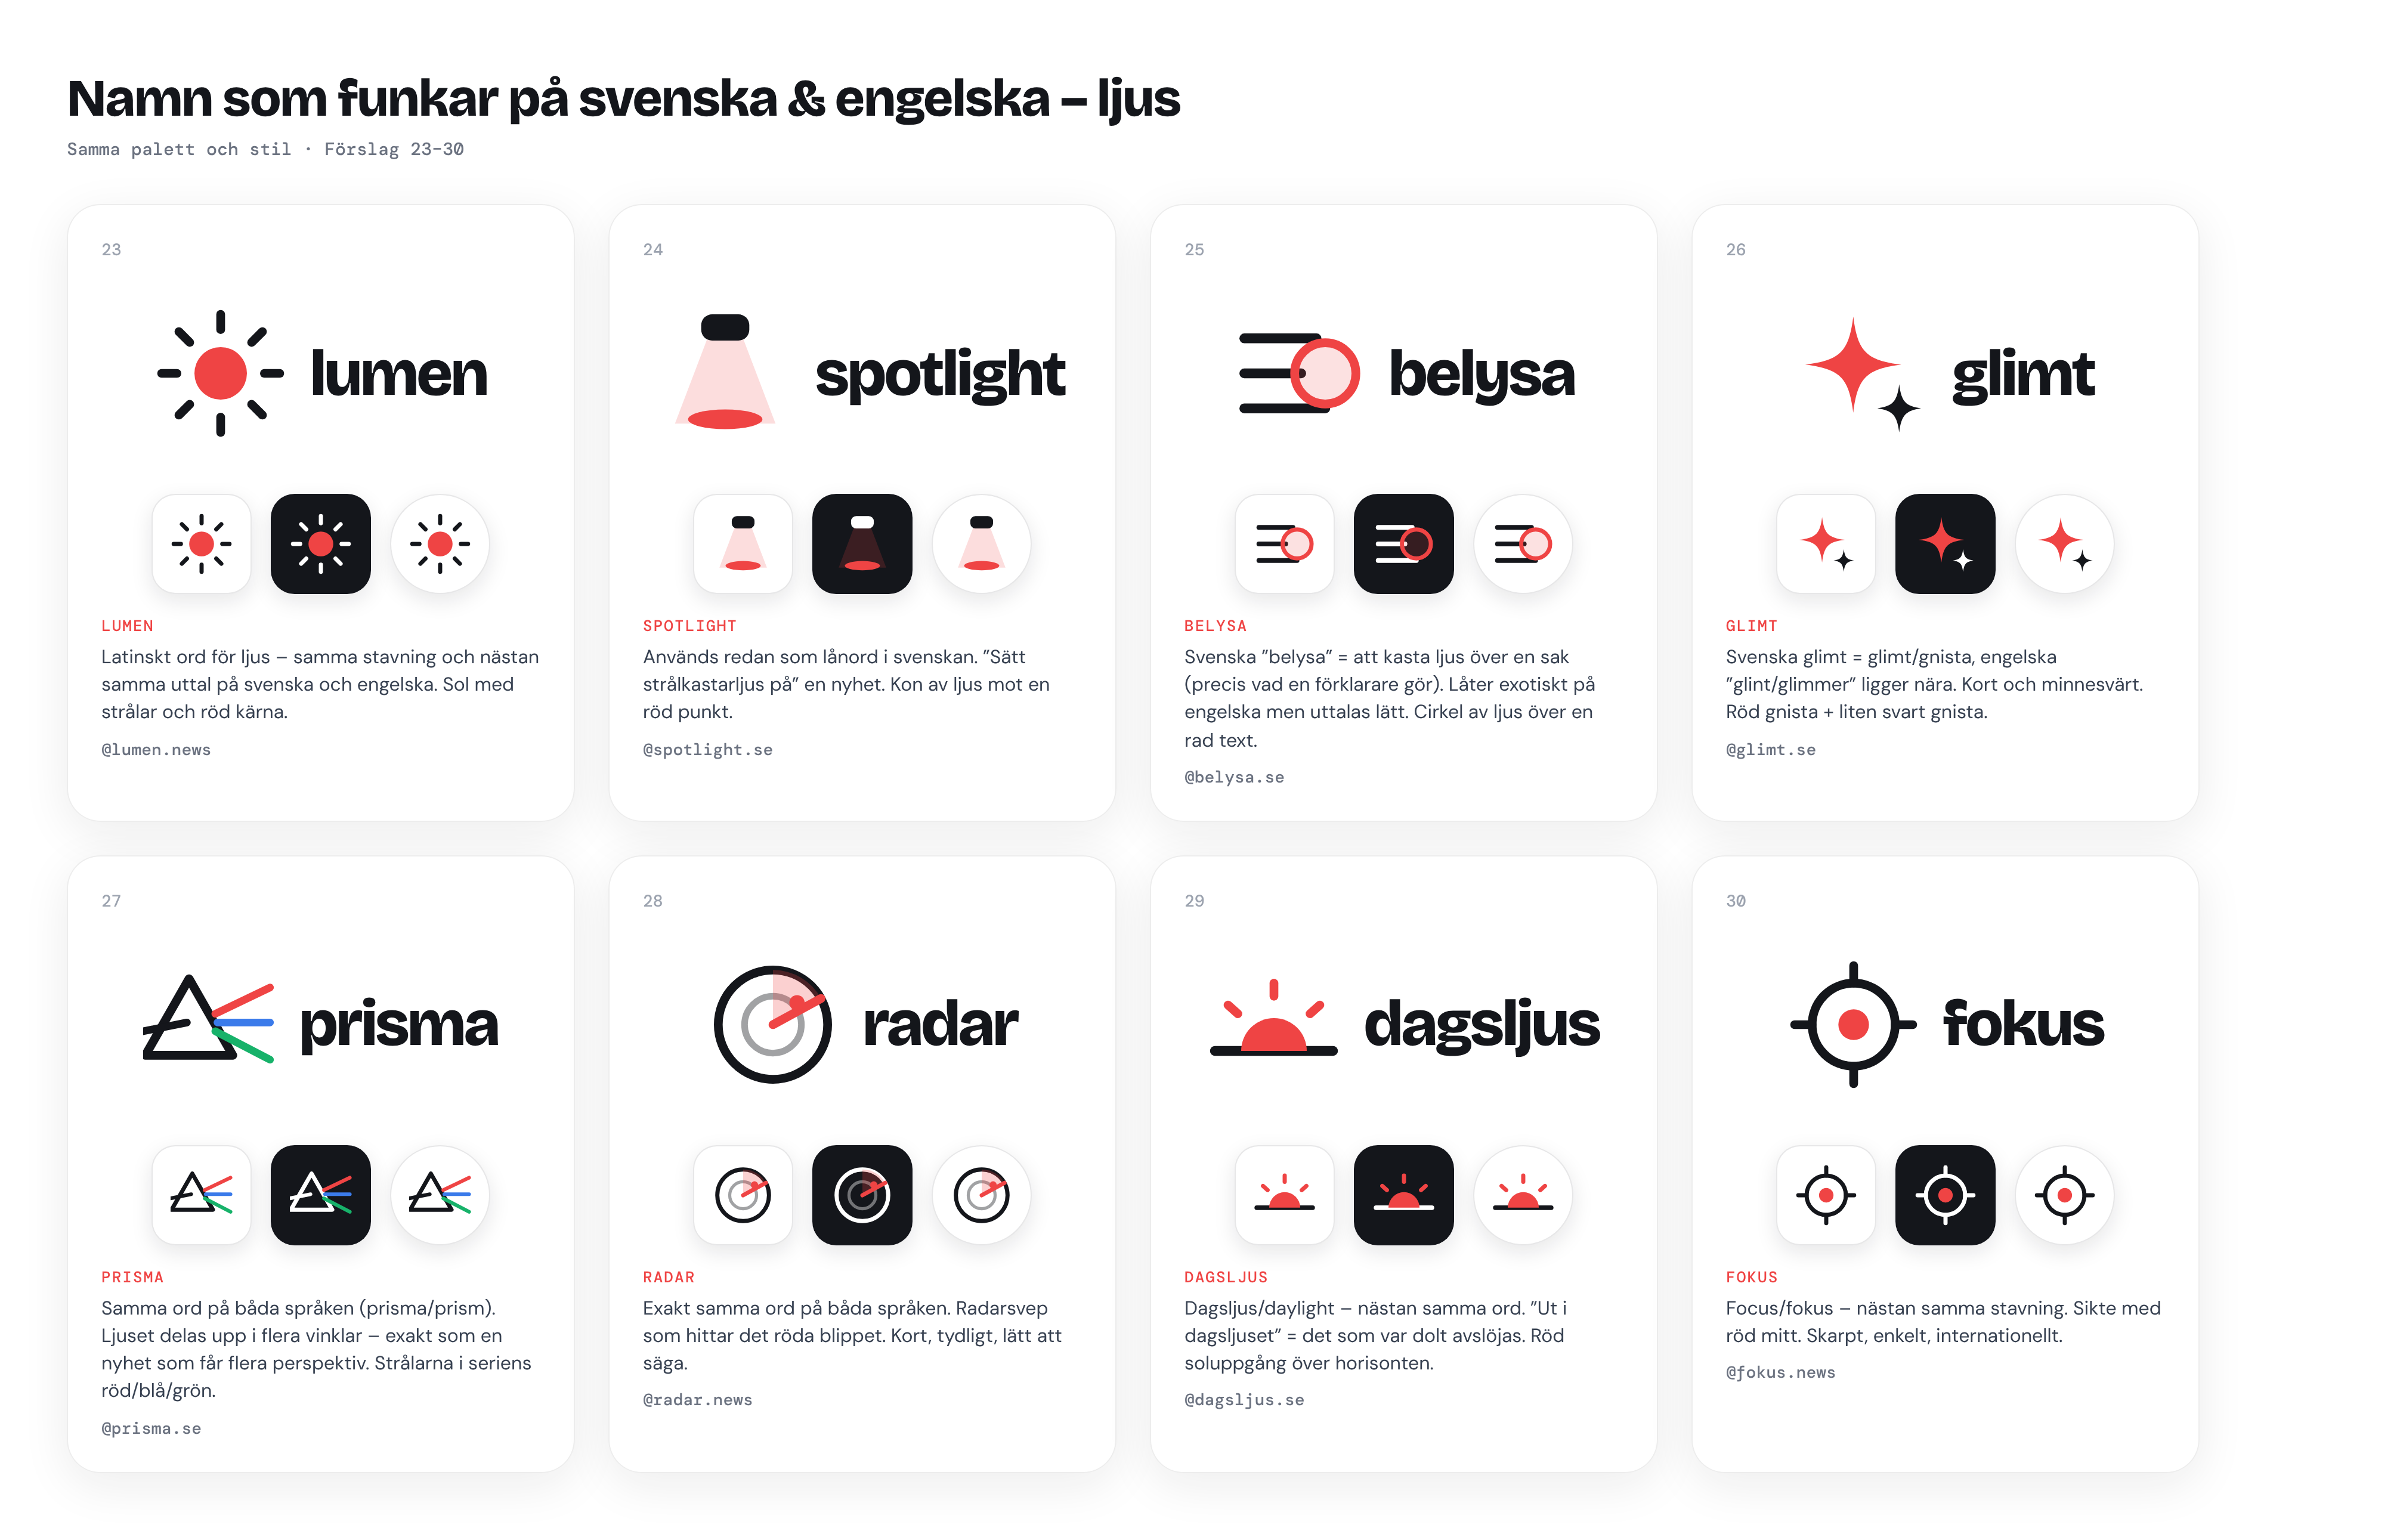 Namn som funkar på svenska & engelska – ljus
Samma palett och stil · Förslag 23–30
23
lumen
LUMEN
Latinskt ord för ljus – samma stavning och nästan
samma uttal på svenska och engelska. Sol med
strålar och röd kärna.
@lumen.news
24
spotlight
SPOTLIGHT
Används redan som lånord i svenskan. ”Sätt
strålkastarljus på” en nyhet. Kon av ljus mot en
röd punkt.
@spotlight.se
25
belysa
BELYSA
Svenska ”belysa” = att kasta ljus över en sak
(precis vad en förklarare gör). Låter exotiskt på
engelska men uttalas lätt. Cirkel av ljus över en
rad text.
@belysa.se
26
glimt
GLIMT
Svenska glimt = glimt/gnista, engelska
”glint/glimmer” ligger nära. Kort och minnesvärt.
Röd gnista + liten svart gnista.
@glimt.se
27
prisma
PRISMA
Samma ord på båda språken (prisma/prism).
Ljuset delas upp i flera vinklar – exakt som en
nyhet som får flera perspektiv. Strålarna i seriens
röd/blå/grön.
@prisma.se
28
radar
RADAR
Exakt samma ord på båda språken. Radarsvep
som hittar det röda blippet. Kort, tydligt, lätt att
säga.
@radar.news
29
dagsljus
DAGSLJUS
Dagsljus/daylight – nästan samma ord. ”Ut i
dagsljuset” = det som var dolt avslöjas. Röd
soluppgång över horisonten.
@dagsljus.se
30
fokus
FOKUS
Focus/fokus – nästan samma stavning. Sikte med
röd mitt. Skarpt, enkelt, internationellt.
@fokus.news